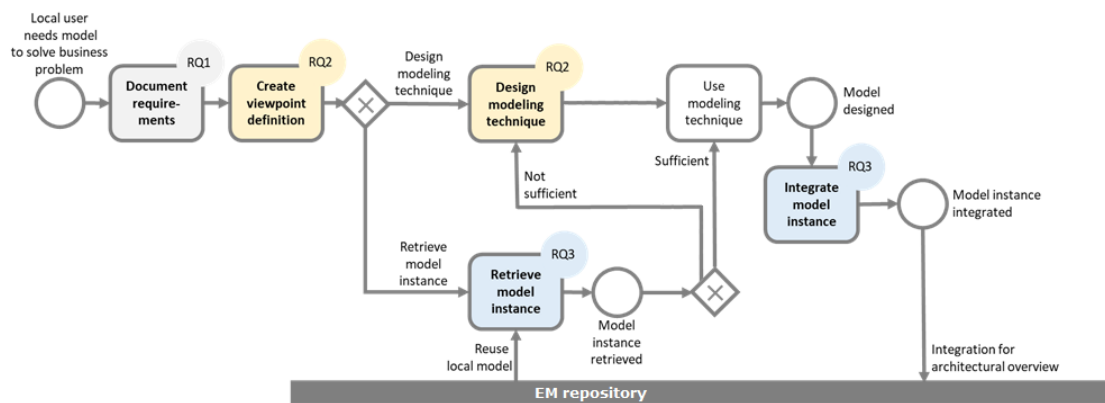 Local user
needs model
to solve business
problem
RQ1
Document
require-
ments
RQ2
Create
viewpoint
definition
Design
modeling
technique
RQ2
Design
modeling
technique
Use
modeling
technique
Model
designed
Not
sufficient
Sufficient
RQ3
Integrate
model
instance
Model instance
integrated
Retrieve
model
instance
RQ3
Retrieve
model
instance
Model
instance
retrieved
Reuse
local model
Integration for
architectural overview
EM repository